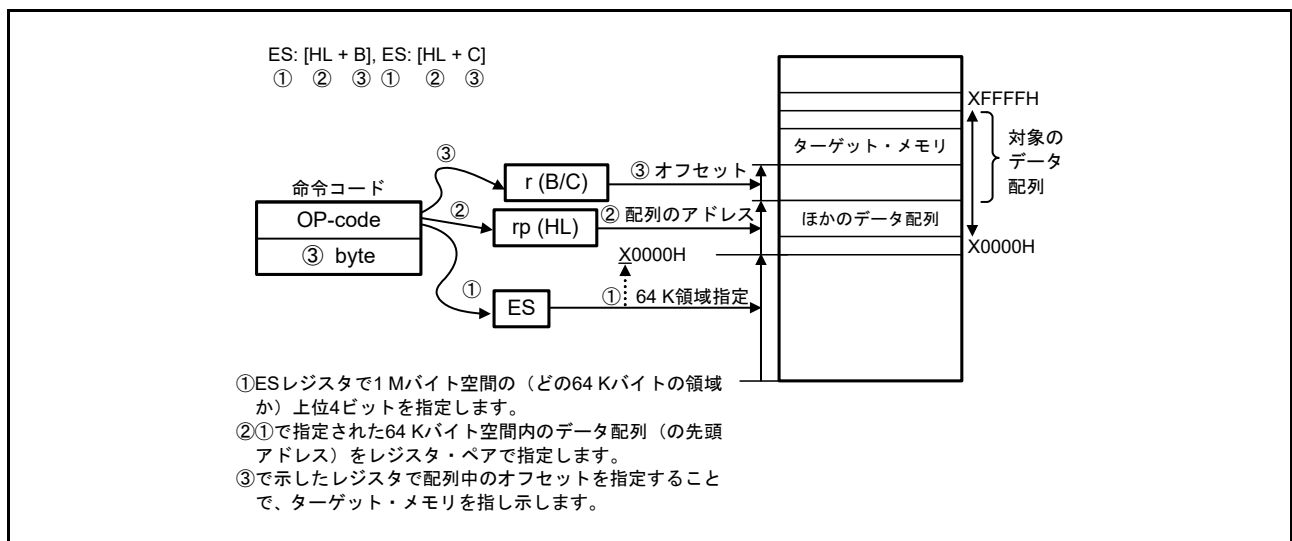 ES: [HL + B], ES: [HL + C]
① ② ③ ① ② ③
XFFFFH
対象の
データ
配列
ターゲット・メモリ
③
r (B/C)
③ オフセット
命令コード
OP-code
②
rp (HL)
② 配列のアドレス
ほかのデータ配列
③ byte
X0000H
X0000H
①
ES
① 64 K領域指定
①ESレジスタで1 Mバイト空間の（どの64 Kバイトの領域
か）上位4ビットを指定します。
②①で指定された64 Kバイト空間内のデータ配列（の先頭
アドレス）をレジスタ・ペアで指定します。
③で示したレジスタで配列中のオフセットを指定すること
で、ターゲット・メモリを指し示します。